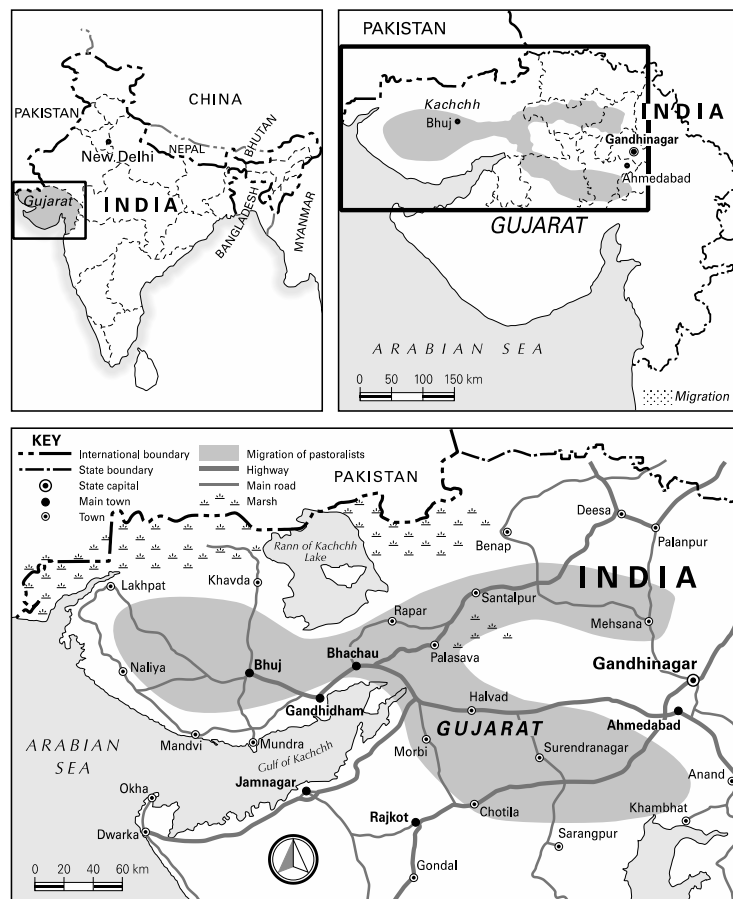 PAKISTAN
CHINA
NEPAL
BHUTAN
New Delhi
Gujarat
INDIA
BANGLADESH
MYANMAR
PAKISTAN
Kachchh
Bhuj
INDIA
Gandhinagar
Ahmedabad
GUJARAT
ARABIAN SEA
0 50 100 150 km
Migration
KEY
International boundary
State boundary
State capital
Main town
Town
Migration of pastoralists
Highway
Main road
Marsh
PAKISTAN
Rann of Kachchh
Lake
Deesa
Palanpur
Benap
INDIA
Lakhpat
Khavda
Santalpur
Rapar
Mehsana
Palasava
Naliya
Bhuj
Bhachau
Gandhinagar
Gandhidham
Halvad
Ahmedabad
GUJARAT
Mandvi
Mundra
Gulf of Kachchh
Morbi
Surendranagar
ARABIAN
SEA
Jamnagar
Anand
Okha
Rajkot
Chotila
Khambhat
Dwarka
Sarangpur
Gondal
0 20 40 60 km